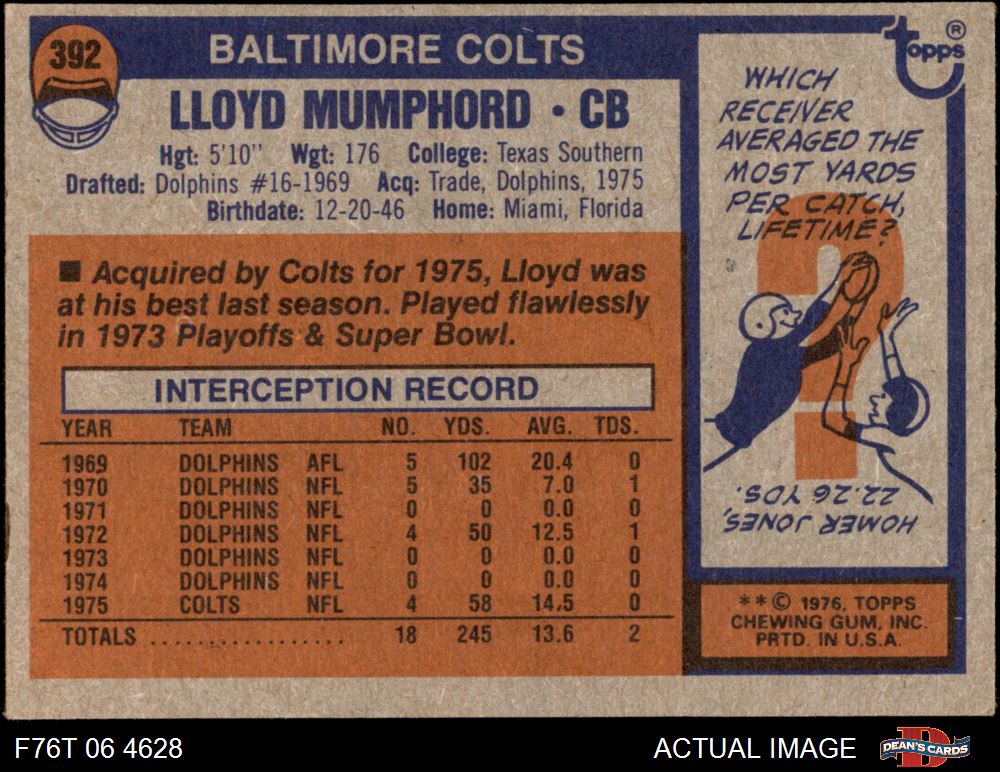 392
BALTIMORE COLTS
LLOYD MUMPHORD • CB
Hgt: 5'10" Wgt: 176 College: Texas Southern
Drafted: Dolphins #16-1969 Acq: Trade, Dolphins, 1975
Birthdate: 12-20-46 Home: Miami, Florida
■ Acquired by Colts for 1975, Lloyd was
at his best last season. Played flawlessly
in 1973 Playoffs & Super Bowl.
INTERCEPTION RECORD
YEAR TEAM NO. YDS. AVG. TDS.
1969 DOLPHINS AFL 5 102 20.4 0
1970 DOLPHINS NFL 5 35 7.0 1
1971 DOLPHINS NFL 0 0 0.0 0
1972 DOLPHINS NFL 4 50 12.5 1
1973 DOLPHINS NFL 0 0 0.0 0
1974 DOLPHINS NFL 0 0 0.0 0
1975 COLTS NFL 4 58 14.5 0
TOTALS .................. 18 245 13.6 2
topps ®
WHICH
RECEIVER
AVERAGED THE
MOST YARDS
PER CATCH,
LIFETIME?
?
HOMER JONES,
22.26 YDS.
** © 1976, TOPPS
CHEWING GUM, INC.
PRTD. IN U.S.A.
F76T 06 4628
ACTUAL IMAGE
DEAN'S CARDS